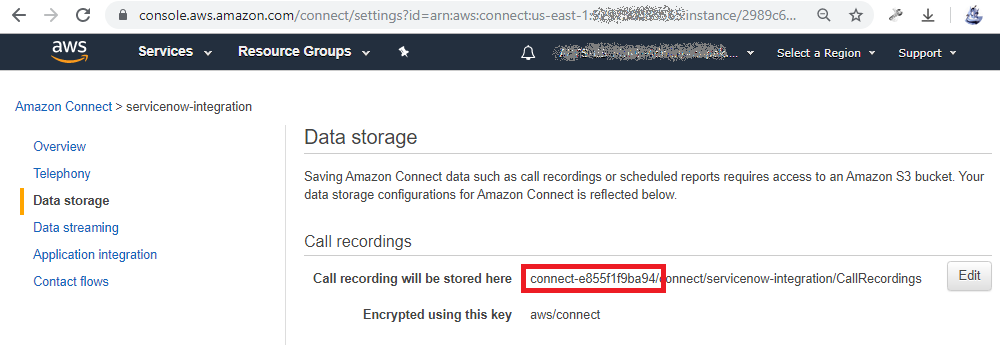 console.aws.amazon.com/connect/settings?id=arn:aws:connect:us-east-1: :instance/2989c6...
aws Services Resource Groups Select a Region Support
Amazon Connect > servicenow-integration
Overview
Telephony
Data storage
Data streaming
Application integration
Contact flows
Data storage
Saving Amazon Connect data such as call recordings or scheduled reports requires access to an Amazon S3 bucket. Your
data storage configurations for Amazon Connect is reflected below.
Call recordings
Call recording will be stored here connect-e855f1f9ba94/connect/servicenow-integration/CallRecordings Edit
Encrypted using this key aws/connect